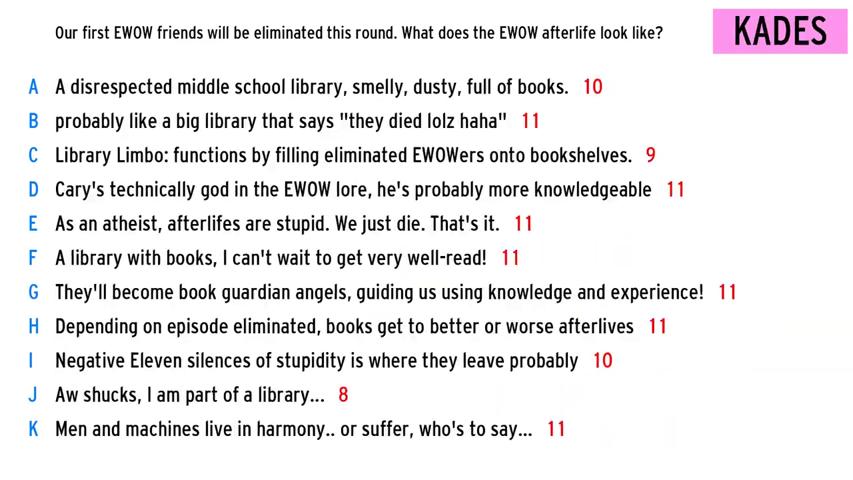 Our first EWOW friends will be eliminated this round. What does the EWOW afterlife look like?
KADES
A A disrespected middle school library, smelly, dusty, full of books. 10
B probably like a big library that says "they died lolz haha" 11
C Library Limbo: functions by filling eliminated EWOWers onto bookshelves. 9
D Cary's technically god in the EWOW lore, he's probably more knowledgeable 11
E As an atheist, afterlifes are stupid. We just die. That's it. 11
F A library with books, I can't wait to get very well-read! 11
G They'll become book guardian angels, guiding us using knowledge and experience! 11
H Depending on episode eliminated, books get to better or worse afterlives 11
I Negative Eleven silences of stupidity is where they leave probably 10
J Aw shucks, I am part of a library... 8
K Men and machines live in harmony.. or suffer, who's to say... 11